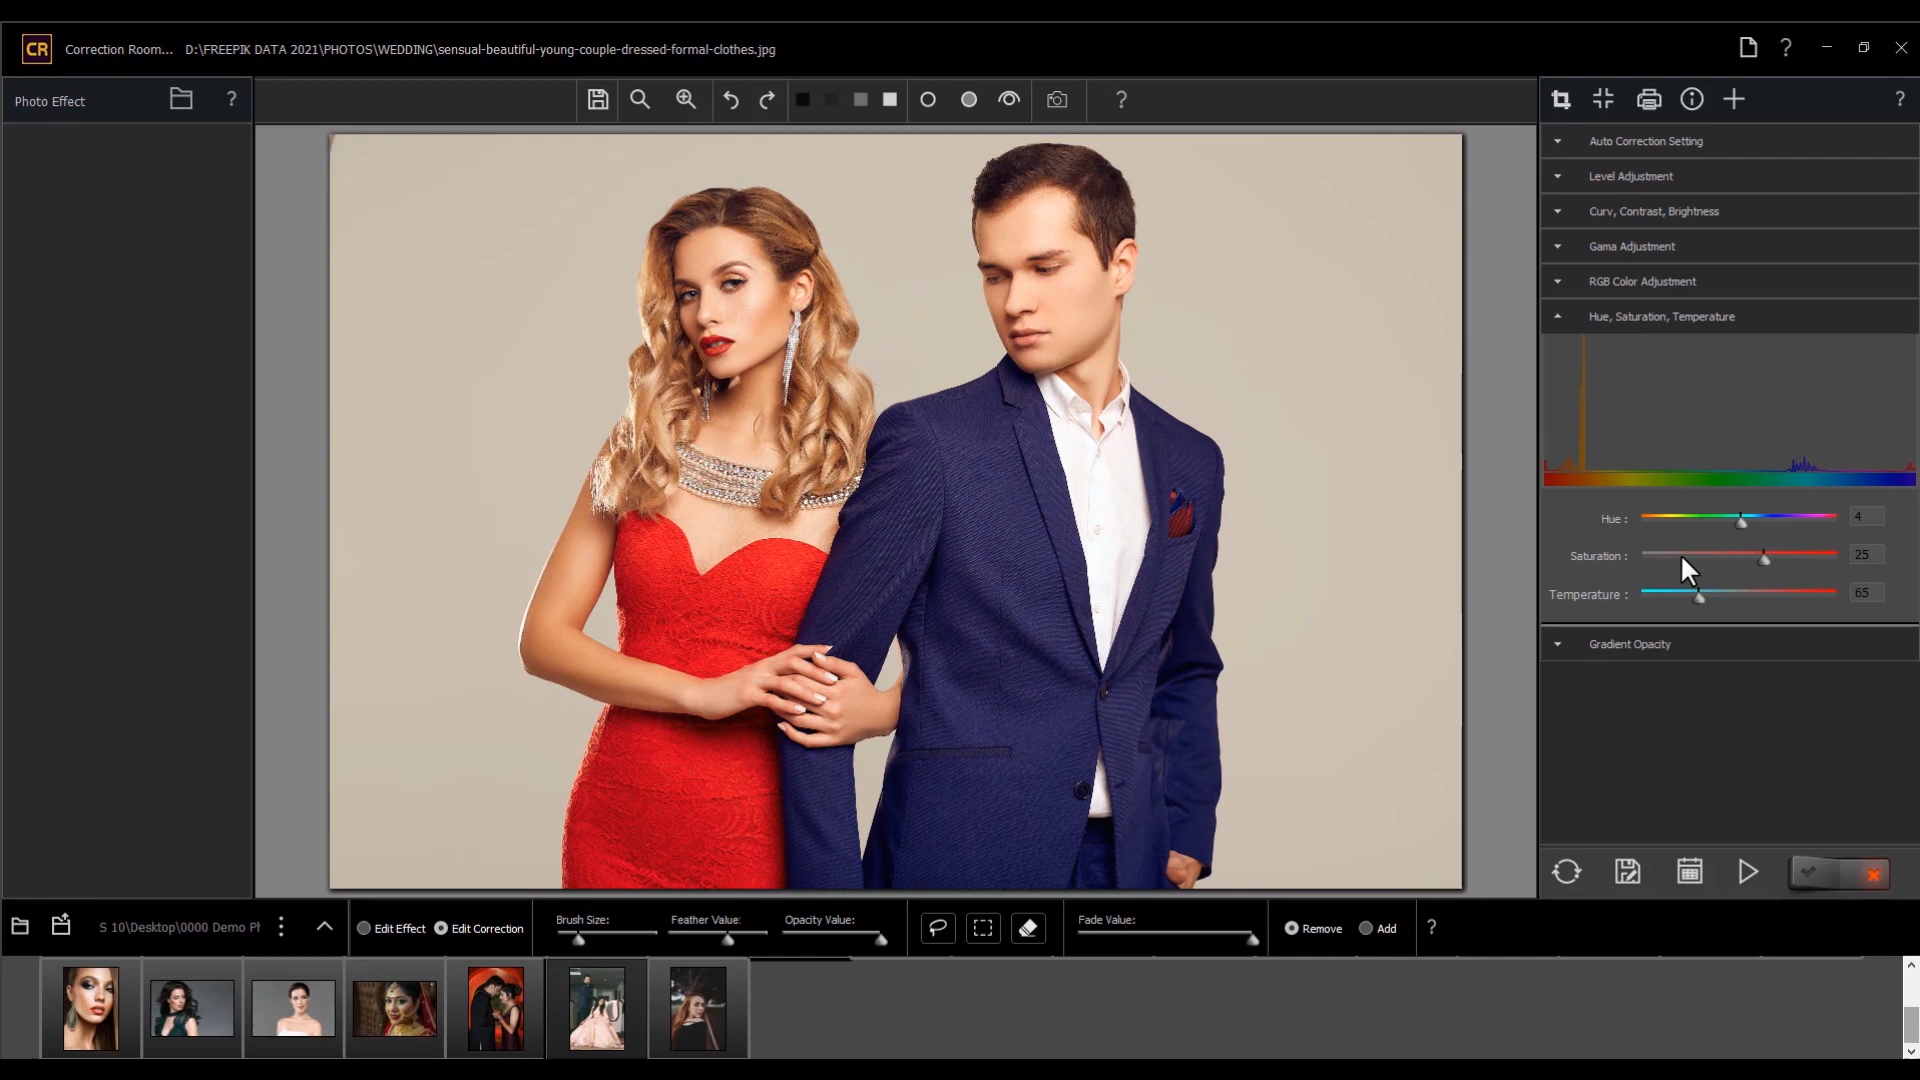 CR Correction Room... D:\FREEPIK DATA 2021\PHOTOS\WEDDING\sensual-beautiful-young-couple-dressed-formal-clothes.jpg ?
Photo Effect ? ? ?
Auto Correction Setting
Level Adjustment
Curv, Contrast, Brightness
Gama Adjustment
RGB Color Adjustment
Hue, Saturation, Temperature
Hue : 4
Saturation : 25
Temperature : 65
Gradient Opacity
S 10\Desktop\0000 Demo Ph
Edit Effect Edit Correction
Brush Size: Feather Value: Opacity Value:
Fade Value:
Remove Add ?